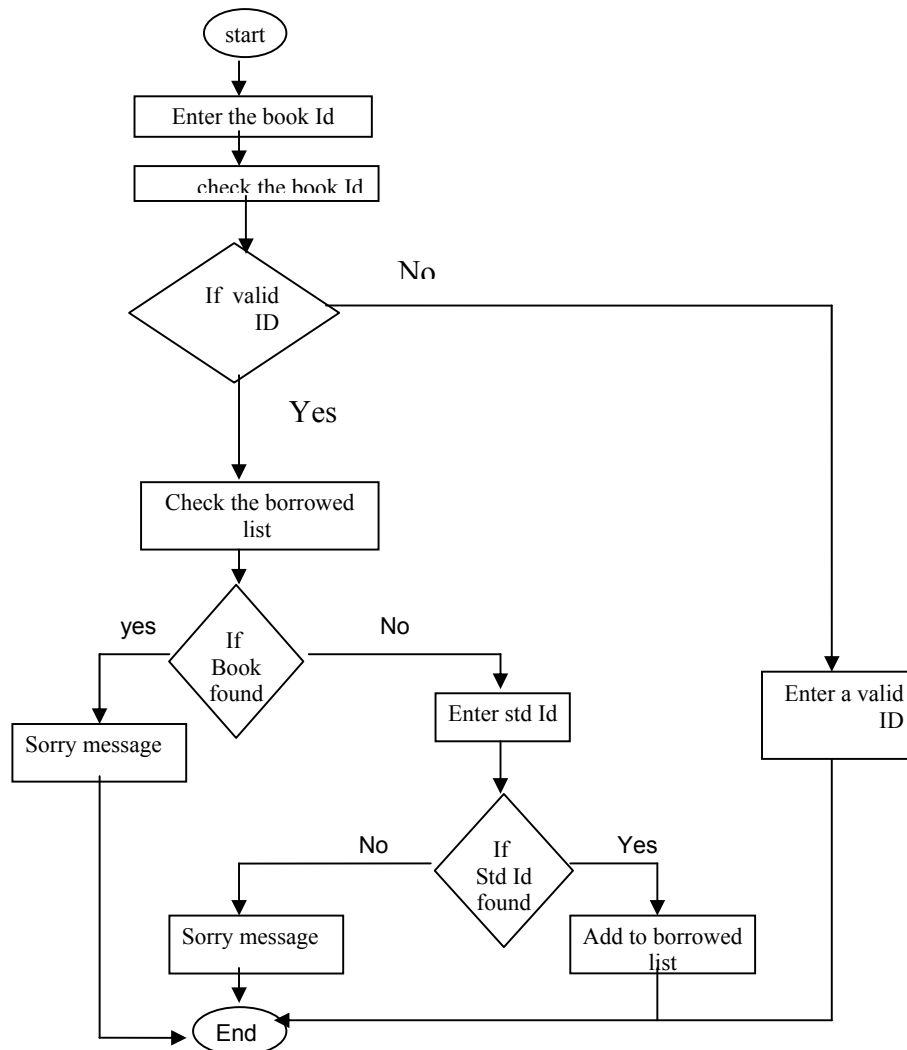 start
Enter the book Id
check the book Id
No
If valid
ID
Yes
Check the borrowed
list
yes
If
Book
found
No
Enter std Id
Enter a valid
ID
Sorry message
No
If
Std Id
found
Yes
Sorry message
Add to borrowed
list
End